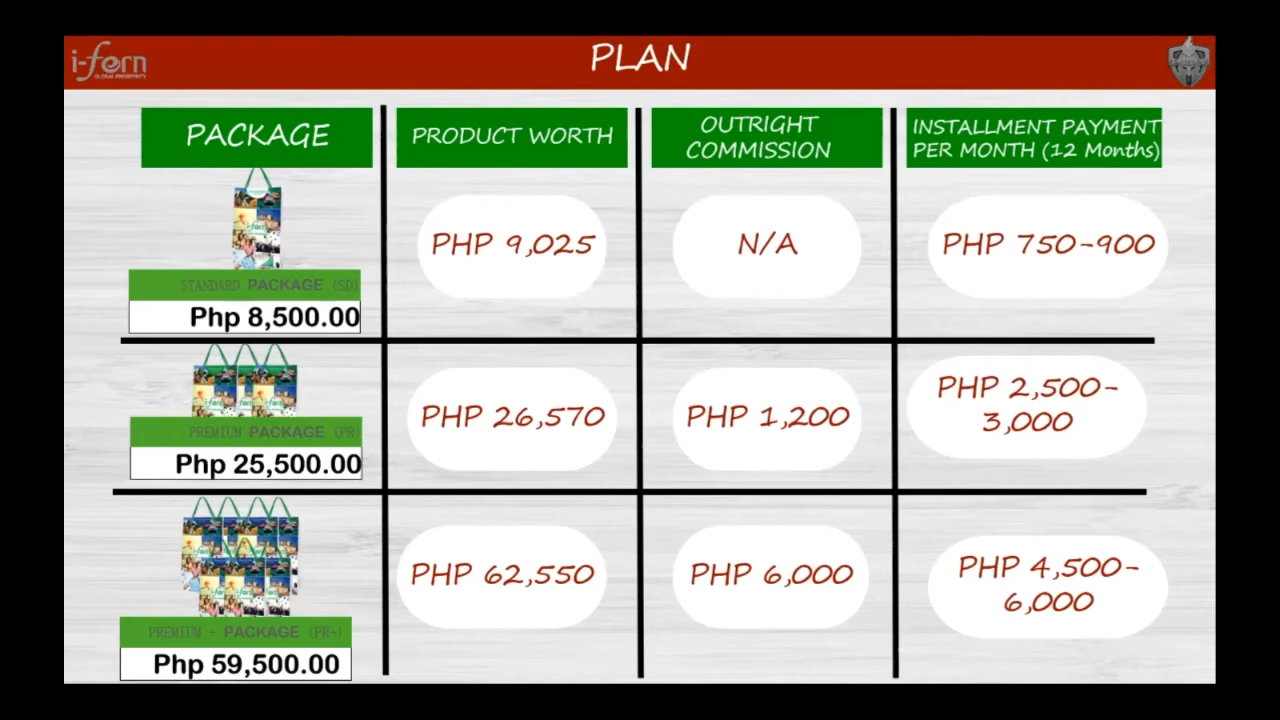 i-fern
GLOBAL PROSPERITY
PLAN
PACKAGE
PRODUCT WORTH
OUTRIGHT
COMMISSION
INSTALLMENT PAYMENT
PER MONTH (12 Months)
STANDARD PACKAGE (SD)
Php 8,500.00
PHP 9,025
N/A
PHP 750-900
PREMIUM PACKAGE (PR)
Php 25,500.00
PHP 26,570
PHP 1,200
PHP 2,500-
3,000
PREMIUM + PACKAGE (PR+)
Php 59,500.00
PHP 62,550
PHP 6,000
PHP 4,500-
6,000